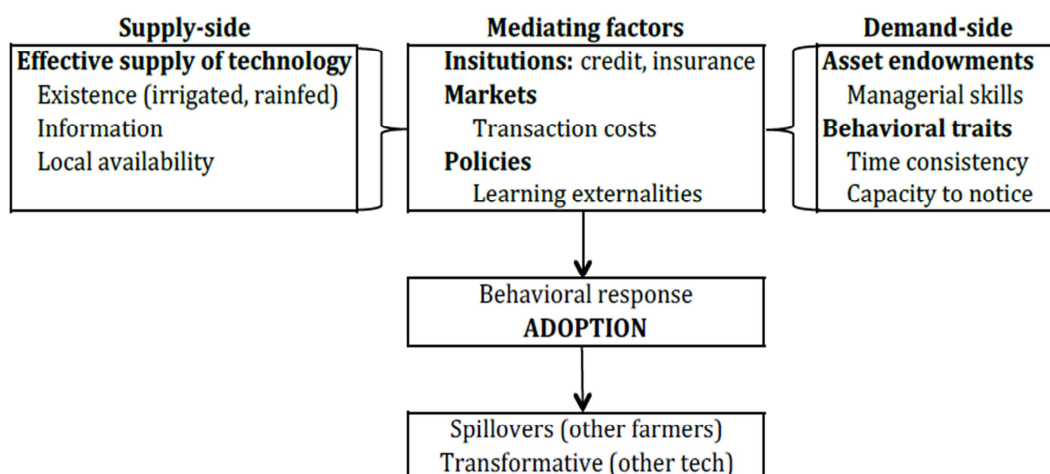 Supply-side
Effective supply of technology
Existence (irrigated, rainfed)
Information
Local availability
Mediating factors
Insitutions: credit, insurance
Markets
Transaction costs
Policies
Learning externalities
Demand-side
Asset endowments
Managerial skills
Behavioral traits
Time consistency
Capacity to notice
Behavioral response
ADOPTION
Spillovers (other farmers)
Transformative (other tech)